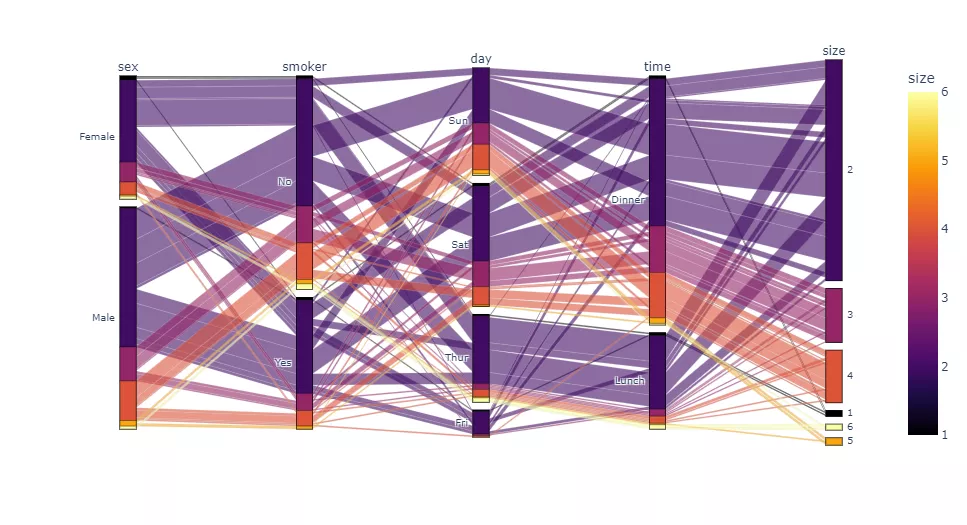 sex
smoker
day
time
size
size
Female
Male
No
Yes
Sun
Sat
Thur
Fri
Dinner
Lunch
2
3
4
1
6
5
6
5
4
3
2
1